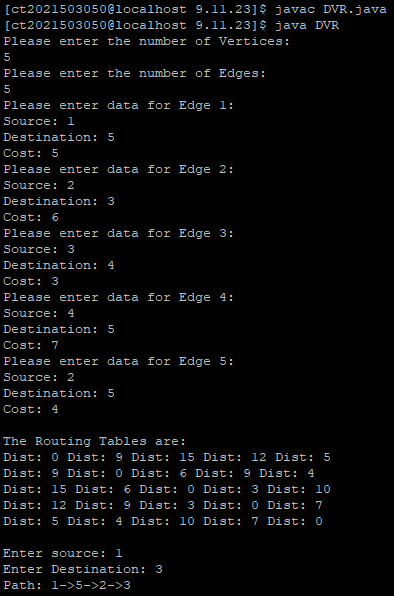 [ct2021503050@localhost 9.11.23]$ javac DVR.java
[ct2021503050@localhost 9.11.23]$ java DVR
Please enter the number of Vertices:
5
Please enter the number of Edges:
5
Please enter data for Edge 1:
Source: 1
Destination: 5
Cost: 5
Please enter data for Edge 2:
Source: 2
Destination: 3
Cost: 6
Please enter data for Edge 3:
Source: 3
Destination: 4
Cost: 3
Please enter data for Edge 4:
Source: 4
Destination: 5
Cost: 7
Please enter data for Edge 5:
Source: 2
Destination: 5
Cost: 4

The Routing Tables are:
Dist: 0 Dist: 9 Dist: 15 Dist: 12 Dist: 5
Dist: 9 Dist: 0 Dist: 6 Dist: 9 Dist: 4
Dist: 15 Dist: 6 Dist: 0 Dist: 3 Dist: 10
Dist: 12 Dist: 9 Dist: 3 Dist: 0 Dist: 7
Dist: 5 Dist: 4 Dist: 10 Dist: 7 Dist: 0

Enter source: 1
Enter Destination: 3
Path: 1->5->2->3